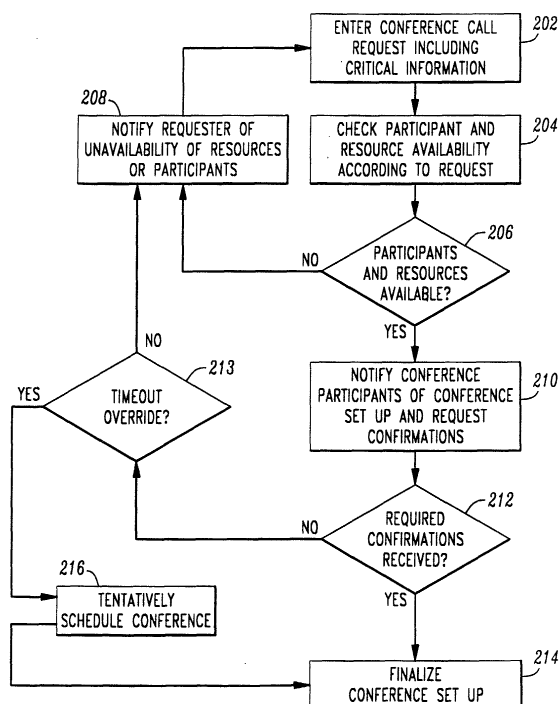 ENTER CONFERENCE CALL
REQUEST INCLUDING
CRITICAL INFORMATION
202
208
NOTIFY REQUESTER OF
UNAVAILABILITY OF RESOURCES
OR PARTICIPANTS
CHECK PARTICIPANT AND
RESOURCE AVAILABILITY
ACCORDING TO REQUEST
204
206
PARTICIPANTS
AND RESOURCES
AVAILABLE?
NO
YES
NOTIFY CONFERENCE
PARTICIPANTS OF CONFERENCE
SET UP AND REQUEST
CONFIRMATIONS
210
NO
213
YES
TIMEOUT
OVERRIDE?
212
REQUIRED
CONFIRMATIONS
RECEIVED?
NO
YES
216
TENTATIVELY
SCHEDULE CONFERENCE
FINALIZE
CONFERENCE SET UP
214